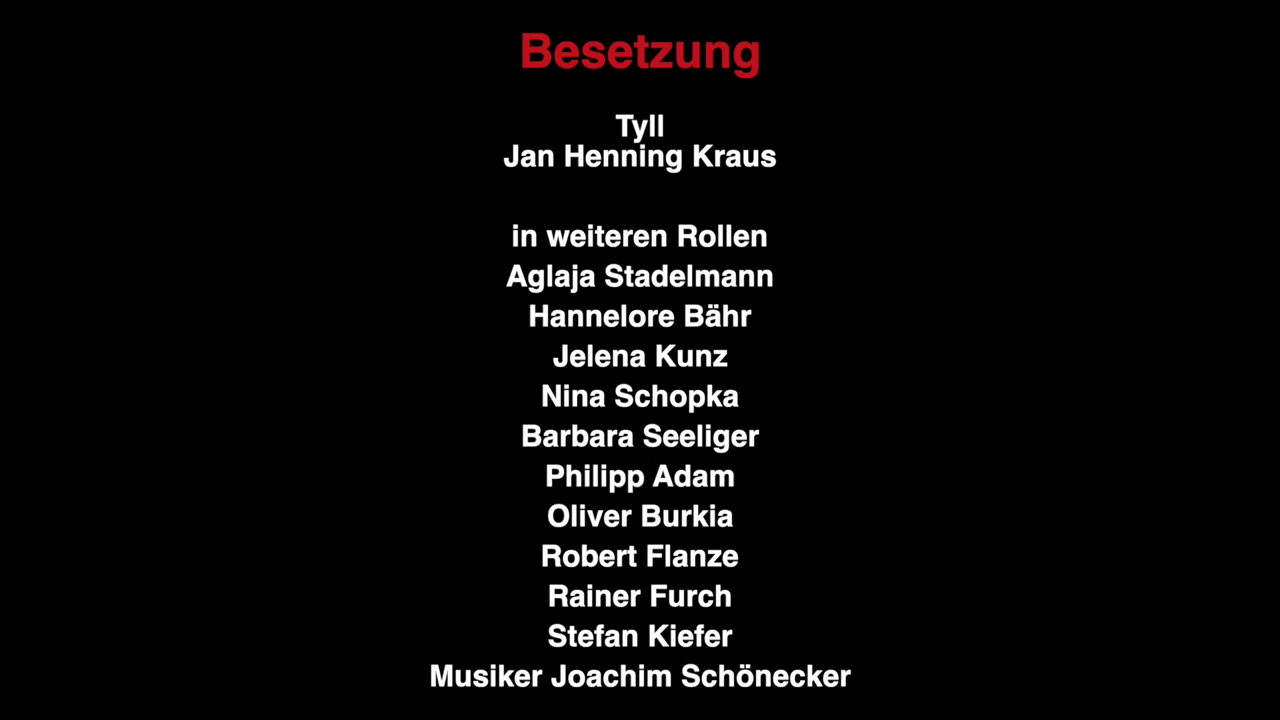 Besetzung
Tyll
Jan Henning Kraus
in weiteren Rollen
Aglaja Stadelmann
Hannelore Bähr
Jelena Kunz
Nina Schopka
Barbara Seeliger
Philipp Adam
Oliver Burkia
Robert Flanze
Rainer Furch
Stefan Kiefer
Musiker Joachim Schönecker